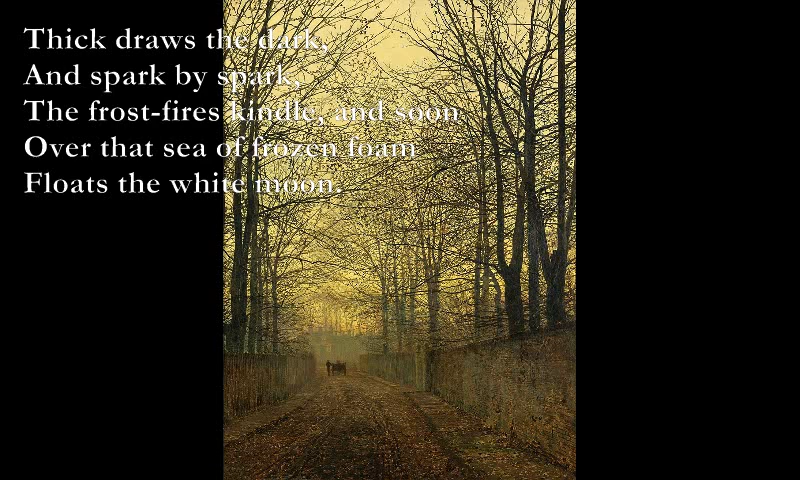 Thick draws the dark,
And spark by spark,
The frost-fires kindle, and soon
Over that sea of frozen foam
Floats the white moon.